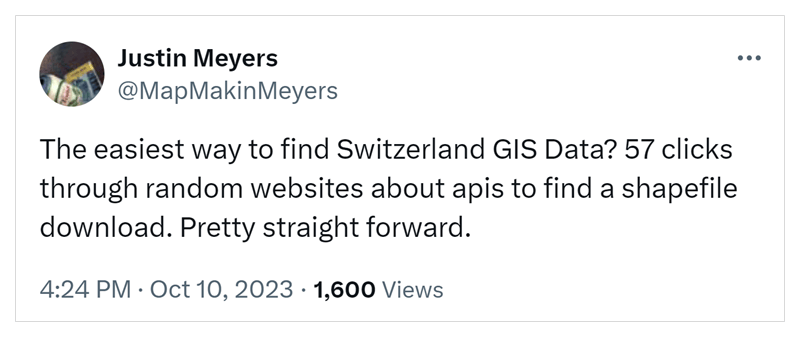 Justin Meyers
@MapMakinMeyers
The easiest way to find Switzerland GIS Data? 57 clicks
through random websites about apis to find a shapefile
download. Pretty straight forward.
4:24 PM · Oct 10, 2023 · 1,600 Views